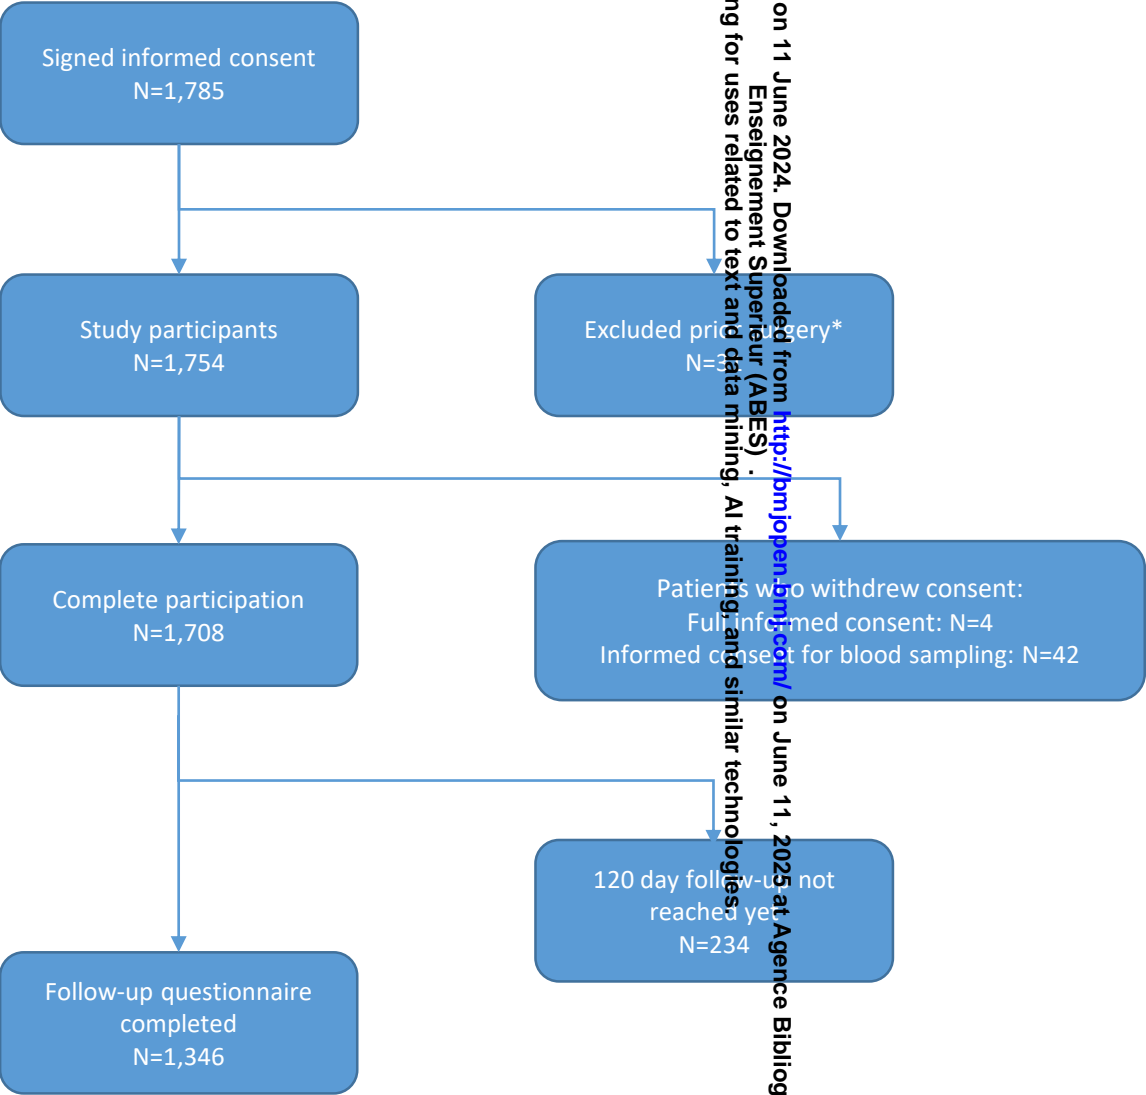 Signed informed consent
N=1,785
Study participants
N=1,754
Excluded prior surgery*
Complete participation
N=1,708
Patients who withdrew consent:
Full informed consent: N=4
Informed consent for blood sampling: N=42
120 day follow-up not
reached yet
N=234
Follow-up questionnaire
completed
N=1,346
on 11 June 2024. Downloaded from http://bmjopen.bmj.com/ on June 11, 2025 at Agence Bibliog
Enseignement Superieur (ABES) .
for uses related to text and data mining, AI training, and similar technologies.